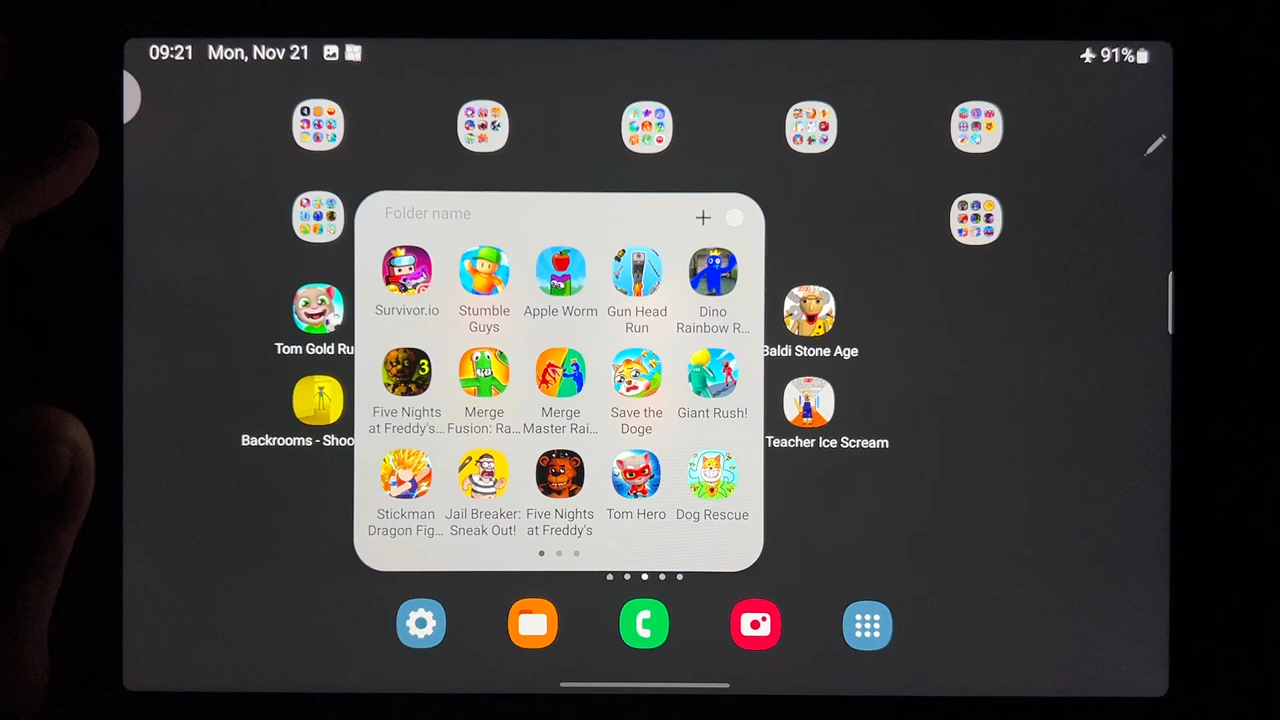 09:21 Mon, Nov 21
91%
Folder name
Survivor.io
Stumble
Guys
Apple Worm
Gun Head
Run
Dino
Rainbow R...
3
Five Nights
at Freddy's...
Merge
Fusion: Ra...
Merge
Master Rai...
Save the
Doge
Giant Rush!
Stickman
Dragon Fig...
Jail Breaker:
Sneak Out!
Five Nights
at Freddy's
Tom Hero
Dog Rescue
Tom Gold Ru
Baldi Stone Age
Backrooms - Shoo
Teacher Ice Scream